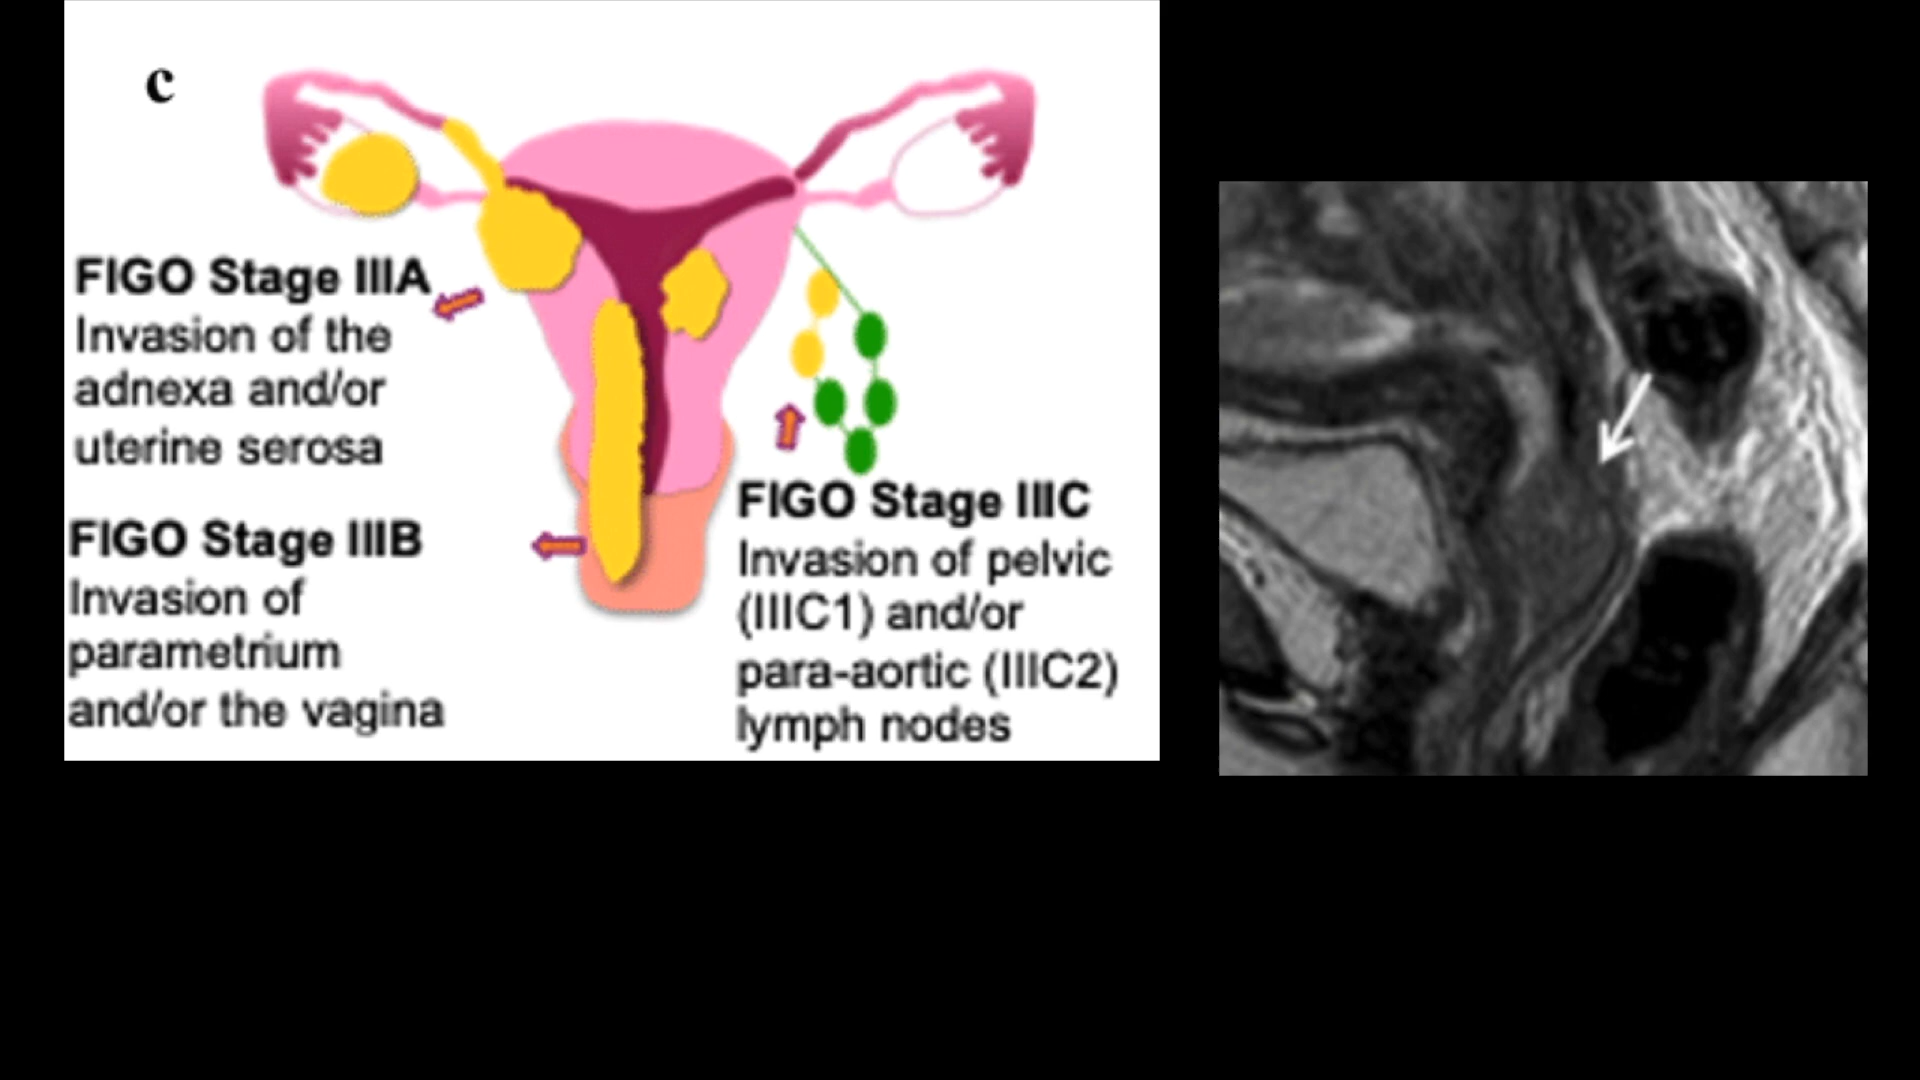 c
FIGO Stage IIIA
Invasion of the
adnexa and/or
uterine serosa
FIGO Stage IIIB
Invasion of
parametrium
and/or the vagina
FIGO Stage IIIC
Invasion of pelvic
(IIIC1) and/or
para-aortic (IIIC2)
lymph nodes